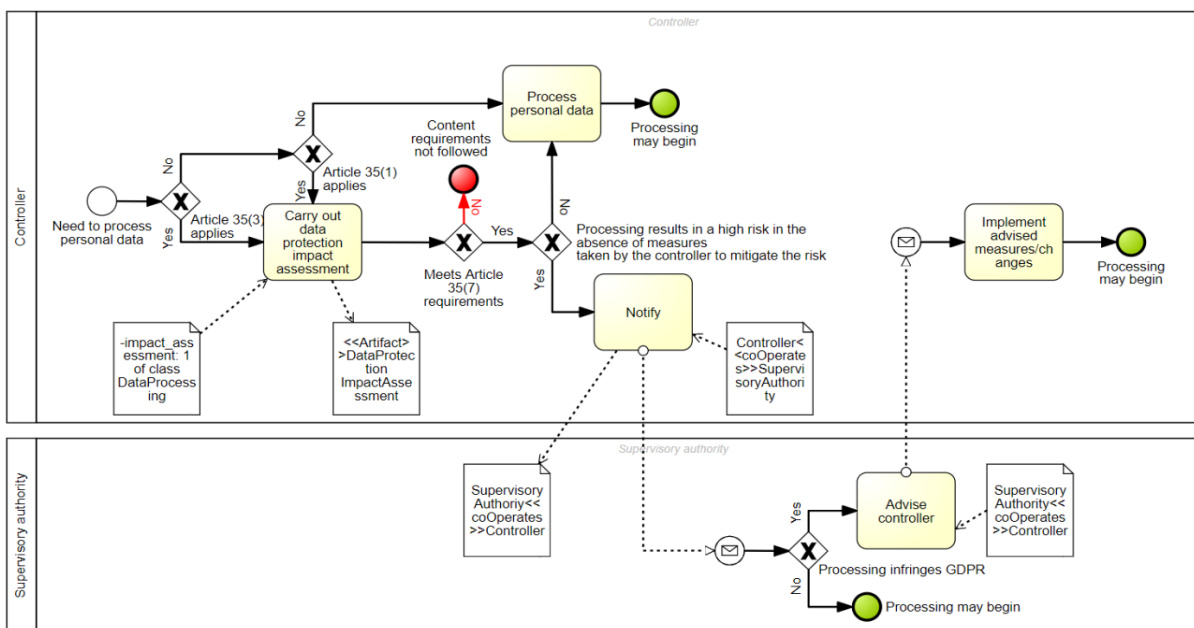 Controller
Controller
Need to process
personal data
No
Yes
Article 35(3)
applies
No
Yes
Article 35(1)
applies
Carry out
data
protection
impact
assessment
-impact_ass
essment: 1
of class
DataProcess
ing
<<Artifact>
>DataProte
ction
ImpactAsse
ssment
Content
requirements
not followed
No
Yes
Meets Article
35(7)
requirements
Process
personal data
Processing
may begin
No
Yes
Processing results in a high risk in the
absence of measures
taken by the controller to mitigate the risk
Notify
Controller<
<coOperat
es>>Supervi
soryAuthori
ty
Implement
advised
measures/ch
anges
Processing
may begin
Supervisory authority
Supervisory authority
Supervisory
Authoriy<<
coOperates
>>Controller
Yes
No
Processing infringes GDPR
Advise
controller
Supervisory
Authority<<
coOperates
>>Controller
Processing may begin